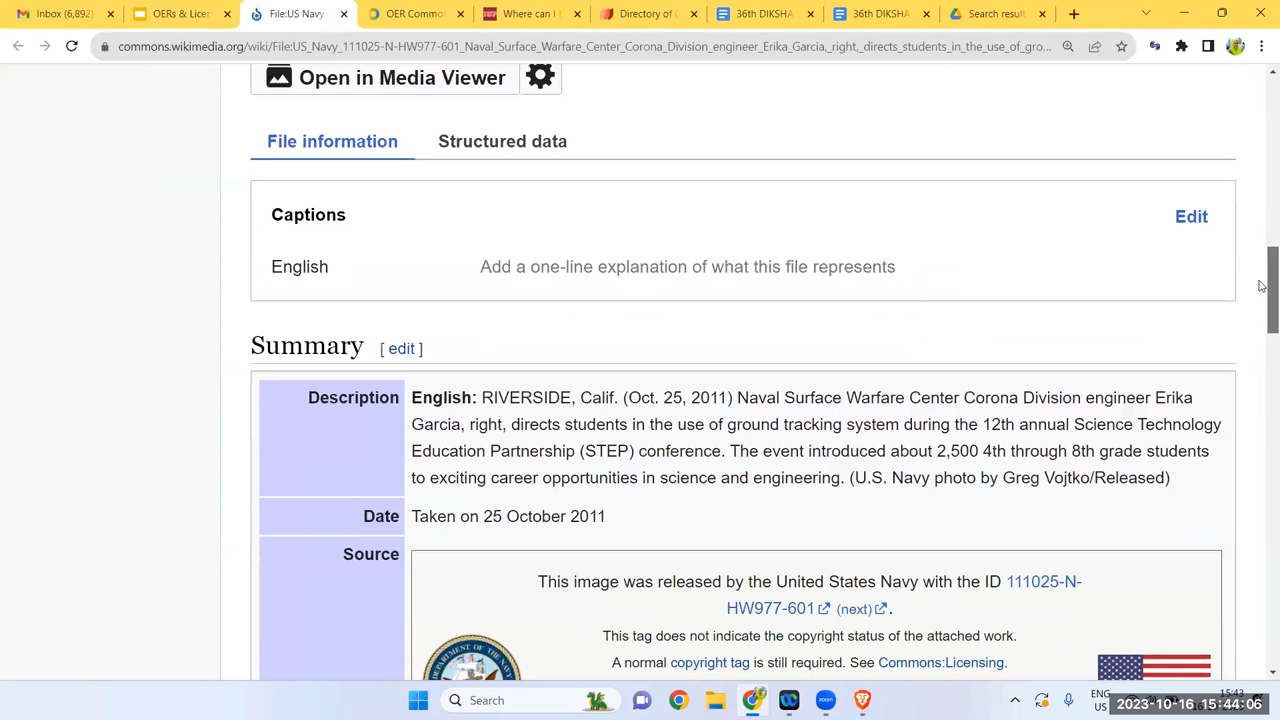 Inbox (6,892)
OERs & Licen
File:US Navy
OER Commo
Where can I
Directory of
36th DIKSHA
36th DIKSHA
Search result
commons.wikimedia.org/wiki/File:US_Navy_111025-N-HW977-601_Naval_Surface_Warfare_Center_Corona_Division_engineer_Erika_Garcia,_right,_directs_students_in_the_use_of_gro...
Open in Media Viewer
File information
Structured data
Captions
Edit
English
Add a one-line explanation of what this file represents
Summary [ edit ]
Description
English: RIVERSIDE, Calif. (Oct. 25, 2011) Naval Surface Warfare Center Corona Division engineer Erika
Garcia, right, directs students in the use of ground tracking system during the 12th annual Science Technology
Education Partnership (STEP) conference. The event introduced about 2,500 4th through 8th grade students
to exciting career opportunities in science and engineering. (U.S. Navy photo by Greg Vojtko/Released)
Date
Taken on 25 October 2011
Source
This image was released by the United States Navy with the ID 111025-N-
HW977-601 (next).
This tag does not indicate the copyright status of the attached work.
A normal copyright tag is still required. See Commons:Licensing.
Search
ENG
US
15:43
2023-10-16 15:44:06